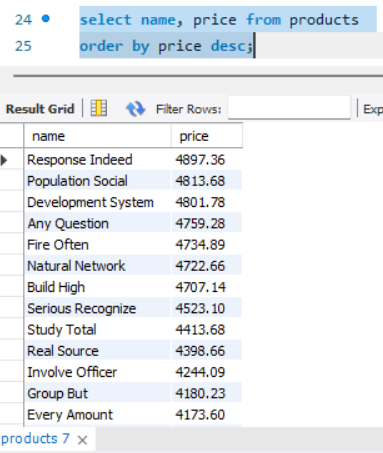 24 select name, price from products
25 order by price desc;
Result Grid Filter Rows: Exp
name price
Response Indeed 4897.36
Population Social 4813.68
Development System 4801.78
Any Question 4759.28
Fire Often 4734.89
Natural Network 4722.66
Build High 4707.14
Serious Recognize 4523.10
Study Total 4413.68
Real Source 4398.66
Involve Officer 4244.09
Group But 4180.23
Every Amount 4173.60
products 7